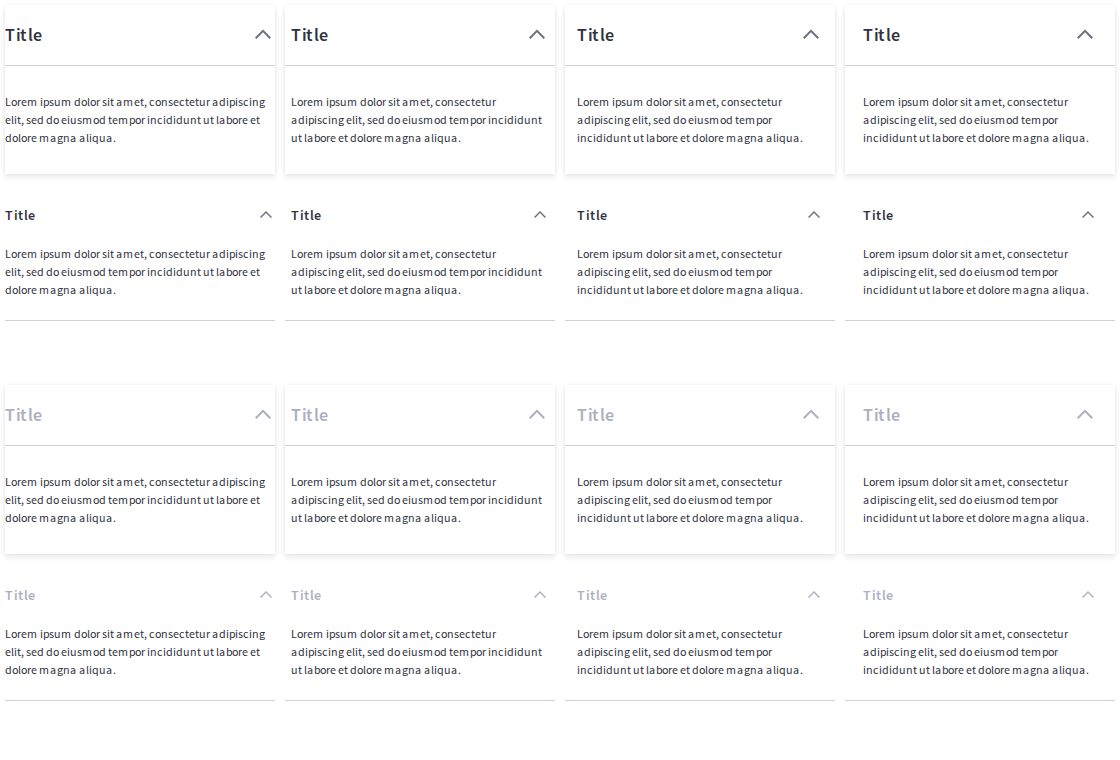 Title
Lorem ipsum dolor sit amet, consectetur adipiscing
elit, sed do eiusmod tempor incididunt ut labore et
dolore magna aliqua.
Title
Lorem ipsum dolor sit amet, consectetur
adipiscing elit, sed do eiusmod tempor incididunt
ut labore et dolore magna aliqua.
Title
Lorem ipsum dolor sit amet, consectetur
adipiscing elit, sed do eiusmod tempor
incididunt ut labore et dolore magna aliqua.
Title
Lorem ipsum dolor sit amet, consectetur
adipiscing elit, sed do eiusmod tempor
incididunt ut labore et dolore magna aliqua.
Title
Lorem ipsum dolor sit amet, consectetur adipiscing
elit, sed do eiusmod tempor incididunt ut labore et
dolore magna aliqua.
Title
Lorem ipsum dolor sit amet, consectetur
adipiscing elit, sed do eiusmod tempor incididunt
ut labore et dolore magna aliqua.
Title
Lorem ipsum dolor sit amet, consectetur
adipiscing elit, sed do eiusmod tempor
incididunt ut labore et dolore magna aliqua.
Title
Lorem ipsum dolor sit amet, consectetur
adipiscing elit, sed do eiusmod tempor
incididunt ut labore et dolore magna aliqua.
Title
Lorem ipsum dolor sit amet, consectetur adipiscing
elit, sed do eiusmod tempor incididunt ut labore et
dolore magna aliqua.
Title
Lorem ipsum dolor sit amet, consectetur
adipiscing elit, sed do eiusmod tempor incididunt
ut labore et dolore magna aliqua.
Title
Lorem ipsum dolor sit amet, consectetur
adipiscing elit, sed do eiusmod tempor
incididunt ut labore et dolore magna aliqua.
Title
Lorem ipsum dolor sit amet, consectetur
adipiscing elit, sed do eiusmod tempor
incididunt ut labore et dolore magna aliqua.
Title
Lorem ipsum dolor sit amet, consectetur adipiscing
elit, sed do eiusmod tempor incididunt ut labore et
dolore magna aliqua.
Title
Lorem ipsum dolor sit amet, consectetur
adipiscing elit, sed do eiusmod tempor incididunt
ut labore et dolore magna aliqua.
Title
Lorem ipsum dolor sit amet, consectetur
adipiscing elit, sed do eiusmod tempor
incididunt ut labore et dolore magna aliqua.
Title
Lorem ipsum dolor sit amet, consectetur
adipiscing elit, sed do eiusmod tempor
incididunt ut labore et dolore magna aliqua.